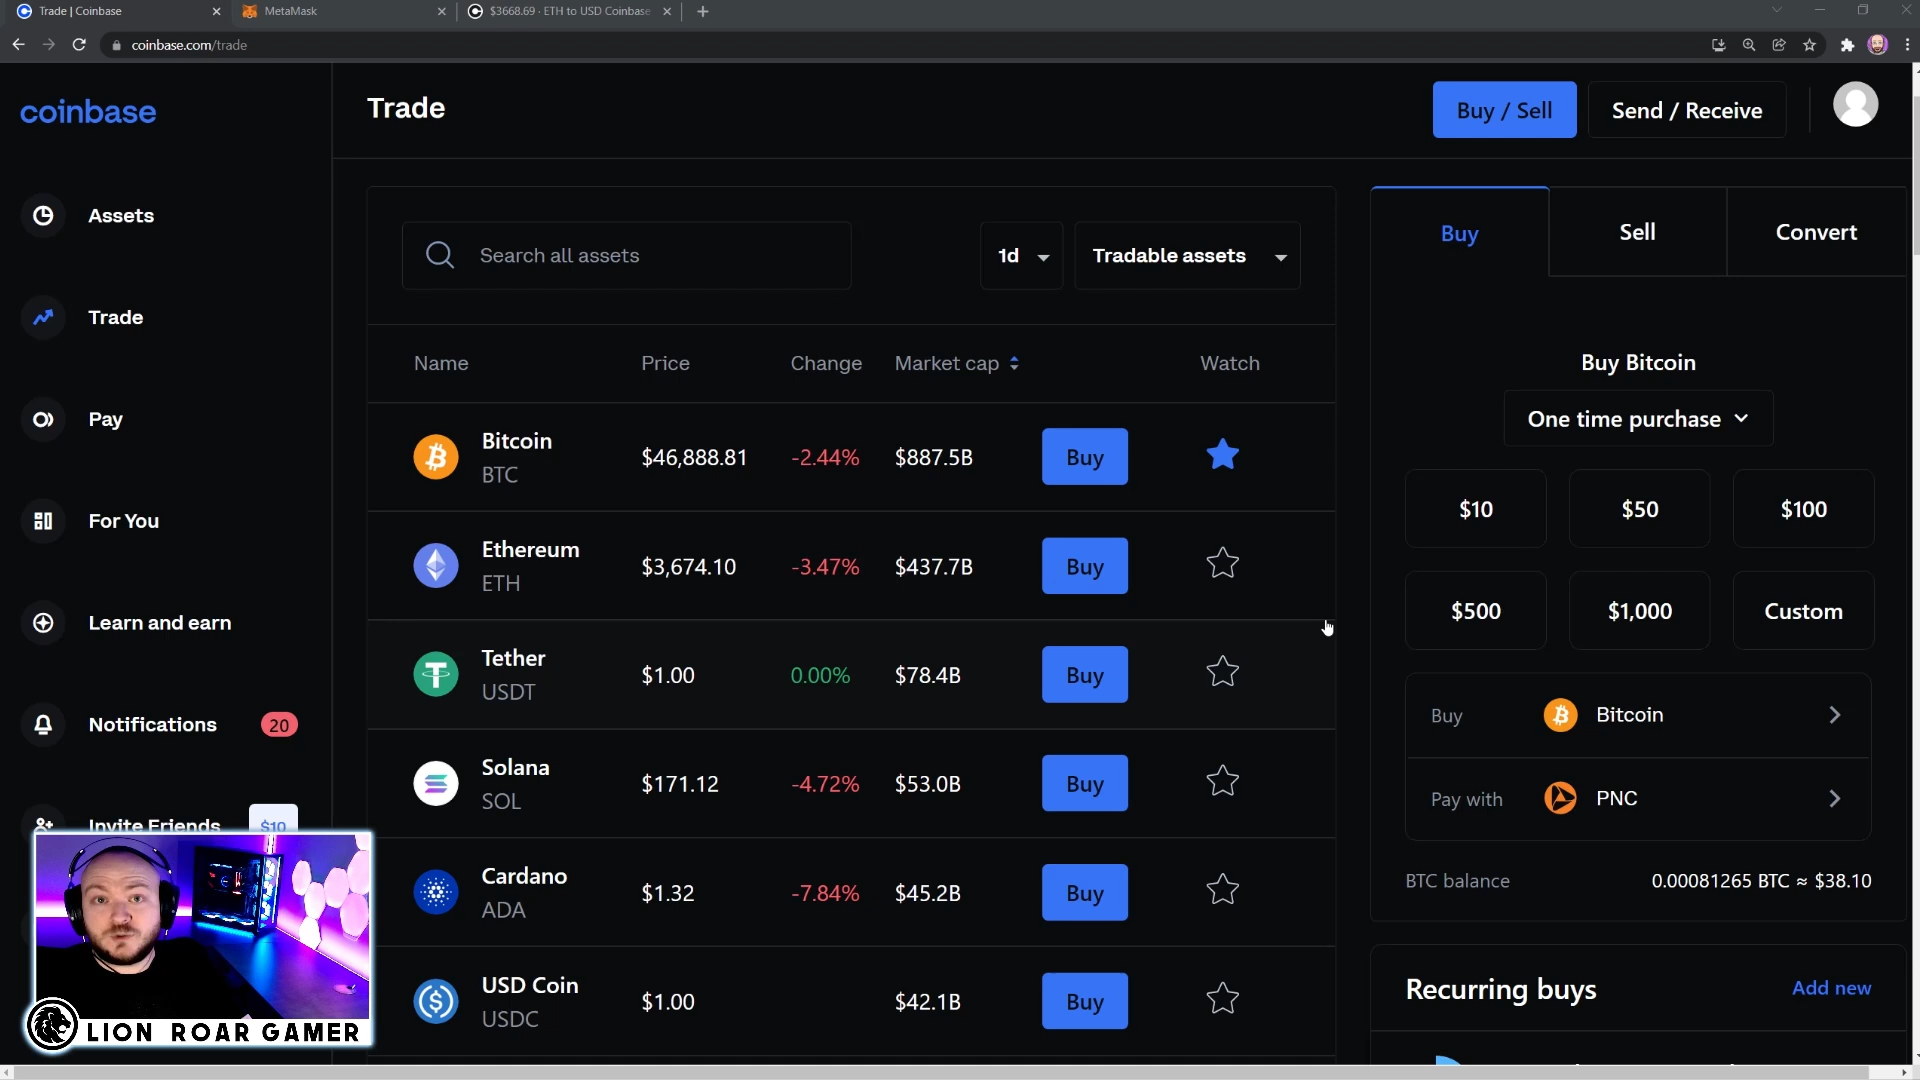 Trade | Coinbase
MetaMask
$3668.69 · ETH to USD Coinbase
coinbase.com/trade
coinbase
Trade
Buy / Sell
Send / Receive
Assets
Trade
Pay
For You
Learn and earn
Notifications
20
Invite Friends
$10
Search all assets
1d
Tradable assets
Name
Price
Change
Market cap
Watch
Bitcoin
BTC
$46,888.81
-2.44%
$887.5B
Buy
Ethereum
ETH
$3,674.10
-3.47%
$437.7B
Buy
Tether
USDT
$1.00
0.00%
$78.4B
Buy
Solana
SOL
$171.12
-4.72%
$53.0B
Buy
Cardano
ADA
$1.32
-7.84%
$45.2B
Buy
USD Coin
USDC
$1.00
$42.1B
Buy
Buy
Sell
Convert
Buy Bitcoin
One time purchase
$10
$50
$100
$500
$1,000
Custom
Buy
Bitcoin
Pay with
PNC
BTC balance
0.00081265 BTC ≈ $38.10
Recurring buys
Add new
LION ROAR GAMER